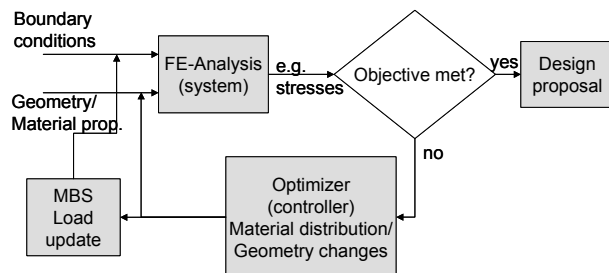 Boundary
conditions
Geometry/
Material prop.
FE-Analysis
(system)
e.g.
stresses
Objective met?
yes
Design
proposal
no
Optimizer
(controller)
Material distribution/
Geometry changes
MBS
Load
update